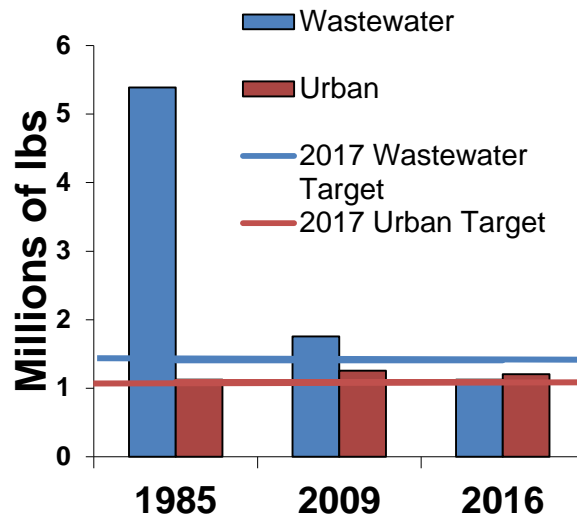 Millions of lbs
6
5
4
3
2
1
0
Wastewater
Urban
2017 Wastewater
Target
2017 Urban Target
1985 2009 2016